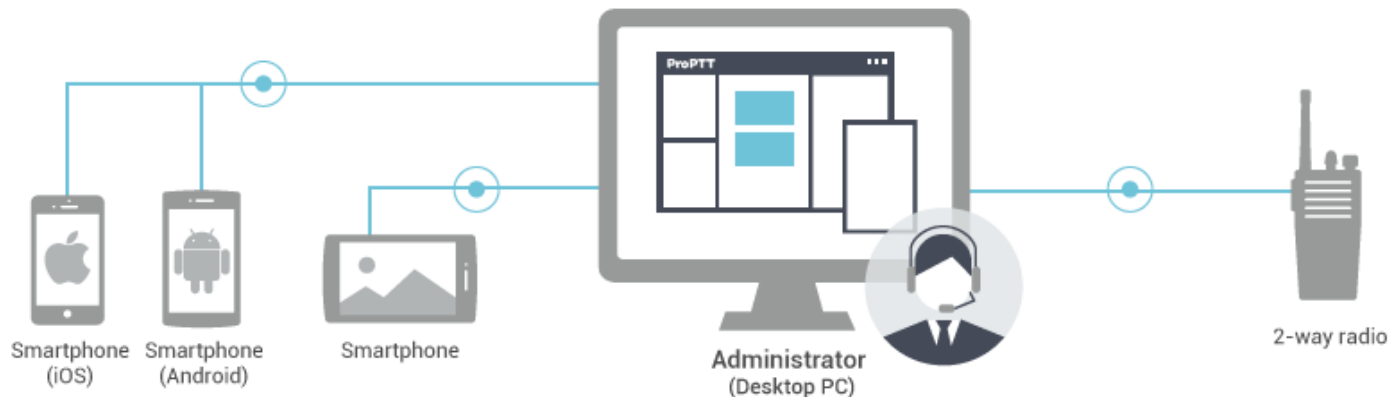 ProPTT
Smartphone
(iOS)
Smartphone
(Android)
Smartphone
Administrator
(Desktop PC)
2-way radio